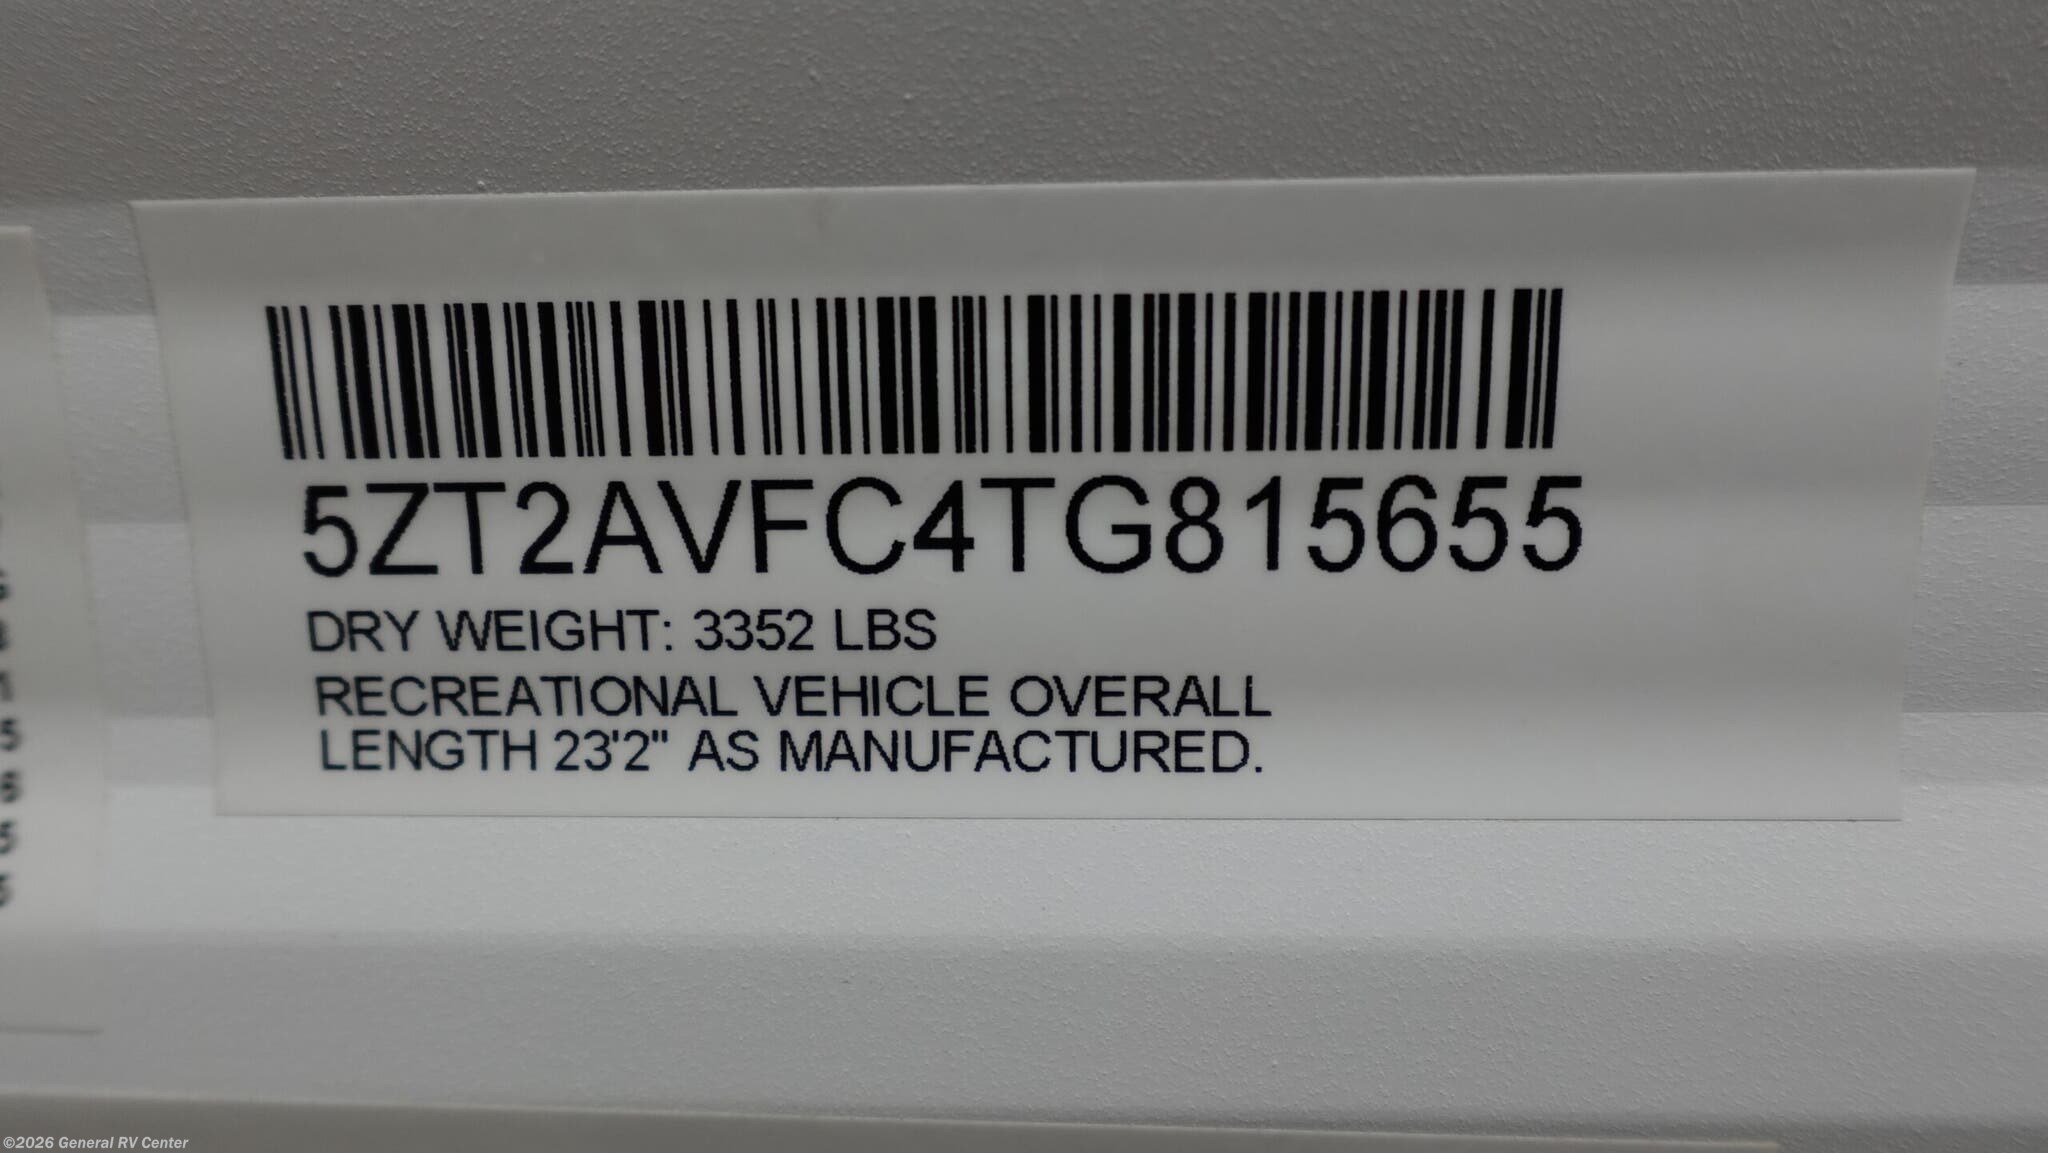 5ZT2AVFC4TG815655
DRY WEIGHT: 3352 LBS
RECREATIONAL VEHICLE OVERALL
LENGTH 23'2" AS MANUFACTURED.
©2026 General RV Center